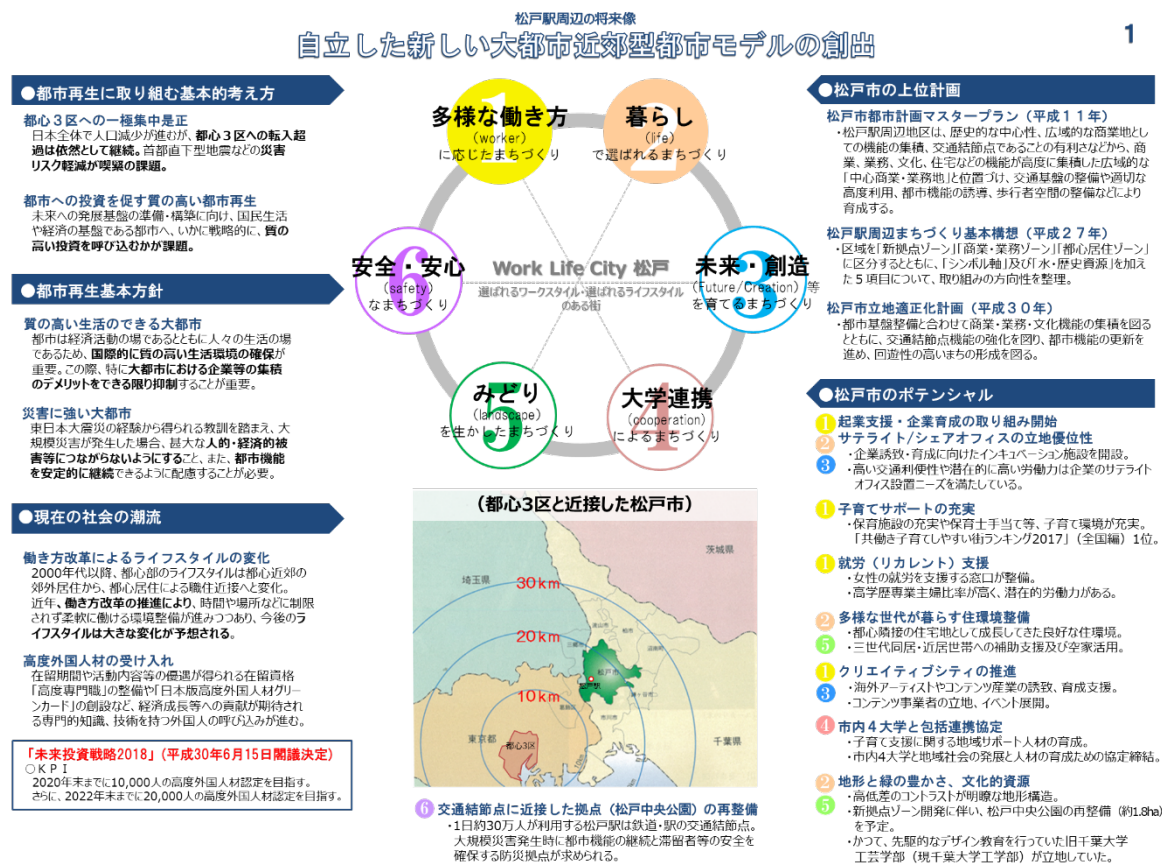 松戸駅周辺の将来像
自立した新しい大都市近郊型都市モデルの創出
1
●都市再生に取り組む基本的考え方
都心３区への一極集中是正
日本全体で人口減少が進むが、都心３区への転入超
過は依然として継続。首都直下型地震などの災害
リスク軽減が喫緊の課題。
都市への投資を促す質の高い都市再生
未来への発展基盤の準備・構築に向け、国民生活
や経済の基盤である都市へ、いかに戦略的に、質の
高い投資を呼び込むかが課題。
●都市再生基本方針
質の高い生活のできる大都市
都市は経済活動の場であるとともに人々の生活の場
であるため、国際的に質の高い生活環境の確保が
重要。この際、特に大都市における企業等の集積
のデメリットをできる限り抑制することが重要。
災害に強い大都市
東日本大震災の経験から得られる教訓を踏まえ、大
規模災害が発生した場合、甚大な人的・経済的被
害等につながらないようにすること、また、都市機能
を安定的に継続できるように配慮することが必要。
●現在の社会の潮流
働き方改革によるライフスタイルの変化
2000年代以降、都心部のライフスタイルは都心近郊の
郊外居住から、都心居住による職住近接へと変化。
近年、働き方改革の推進により、時間や場所などに制限
されず柔軟に働ける環境整備が進みつつあり、今後のラ
イフスタイルは大きな変化が予想される。
高度外国人材の受け入れ
在留期間や活動内容等の優遇が得られる在留資格
「高度専門職」の整備や「日本版高度外国人材グリー
ンカード」の創設など、経済成長等への貢献が期待され
る専門的知識、技術を持つ外国人の呼び込みが進む。
「未来投資戦略2018」（平成30年6月15日閣議決定）
○ＫＰＩ
2020年末までに10,000人の高度外国人材認定を目指す。
さらに、2022年末までに20,000人の高度外国人材認定を目指す。
1
多様な働き方
(worker)
に応じたまちづくり
2
暮らし
(life)
で選ばれるまちづくり
6
安全・安心
(safety)
なまちづくり
Work Life City 松戸
選ばれるワークスタイル・選ばれるライフスタイル
のある街
3
未来・創造
(Future/Creation) 等
を育てるまちづくり
5
みどり
(landscape)
を生かしたまちづくり
4
大学連携
(cooperation)
によるまちづくり
（都心3区と近接した松戸市）
茨城県
埼玉県
30km
20km
10km
流山市
柏市
三郷市
松戸市
松戸駅
鎌ケ谷市
葛飾区
市川市
東京都
都心3区
千葉県
6 交通結節点に近接した拠点（松戸中央公園）の再整備
・1日約30万人が利用する松戸駅は鉄道・駅の交通結節点。
大規模災害発生時に都市機能の継続と滞留者等の安全を
確保する防災拠点が求められる。
●松戸市の上位計画
松戸市都市計画マスタープラン（平成１１年）
・松戸駅周辺地区は、歴史的な中心性、広域的な商業地とし
ての機能の集積、交通結節点であることの有利さなどから、商
業、業務、文化、住宅などの機能が高度に集積した広域的な
「中心商業・業務地」と位置づけ、交通基盤の整備や適切な
高度利用、都市機能の誘導、歩行者空間の整備などにより
育成する。
松戸駅周辺まちづくり基本構想（平成２７年）
・区域を「新拠点ゾーン」「商業・業務ゾーン」「都心居住ゾーン」
に区分するとともに、「シンボル軸」及び「水・歴史資源」を加え
た５項目について、取り組みの方向性を整理。
松戸市立地適正化計画（平成３０年）
・都市基盤整備と合わせて商業・業務・文化機能の集積を図る
とともに、交通結節点機能の強化を図り、都市機能の更新を
進め、回遊性の高いまちの形成を図る。
●松戸市のポテンシャル
1 起業支援・企業育成の取り組み開始
2 サテライト/シェアオフィスの立地優位性
・企業誘致・育成に向けたインキュベーション施設を開設。
3 ・高い交通利便性や潜在的に高い労働力は企業のサテライト
オフィス設置ニーズを満たしている。
1 子育てサポートの充実
・保育施設の充実や保育士手当て等、子育て環境が充実。
「共働き子育てしやすい街ランキング2017」（全国編）1位。
1 就労（リカレント）支援
・女性の就労を支援する窓口が整備。
・高学歴専業主婦比率が高く、潜在的労働力がある。
2 多様な世代が暮らす住環境整備
・都心隣接の住宅地として成長してきた良好な住環境。
5 ・三世代同居・近居世帯への補助支援及び空家活用。
1 クリエイティブシティの推進
3 ・海外アーティストやコンテンツ産業の誘致、育成支援。
・コンテンツ事業者の立地、イベント展開。
4 市内４大学と包括連携協定
・子育て支援に関する地域サポート人材の育成。
・市内4大学と地域社会の発展と人材の育成ための協定締結。
2 地形と緑の豊かさ、文化的資源
・高低差のコントラストが明瞭な地形構造。
5 ・新拠点ゾーン開発に伴い、松戸中央公園の再整備（約1.8ha）
を予定。
・かつて、先駆的なデザイン教育を行っていた旧千葉大学
工芸学部（現千葉大学工学部）が立地していた。